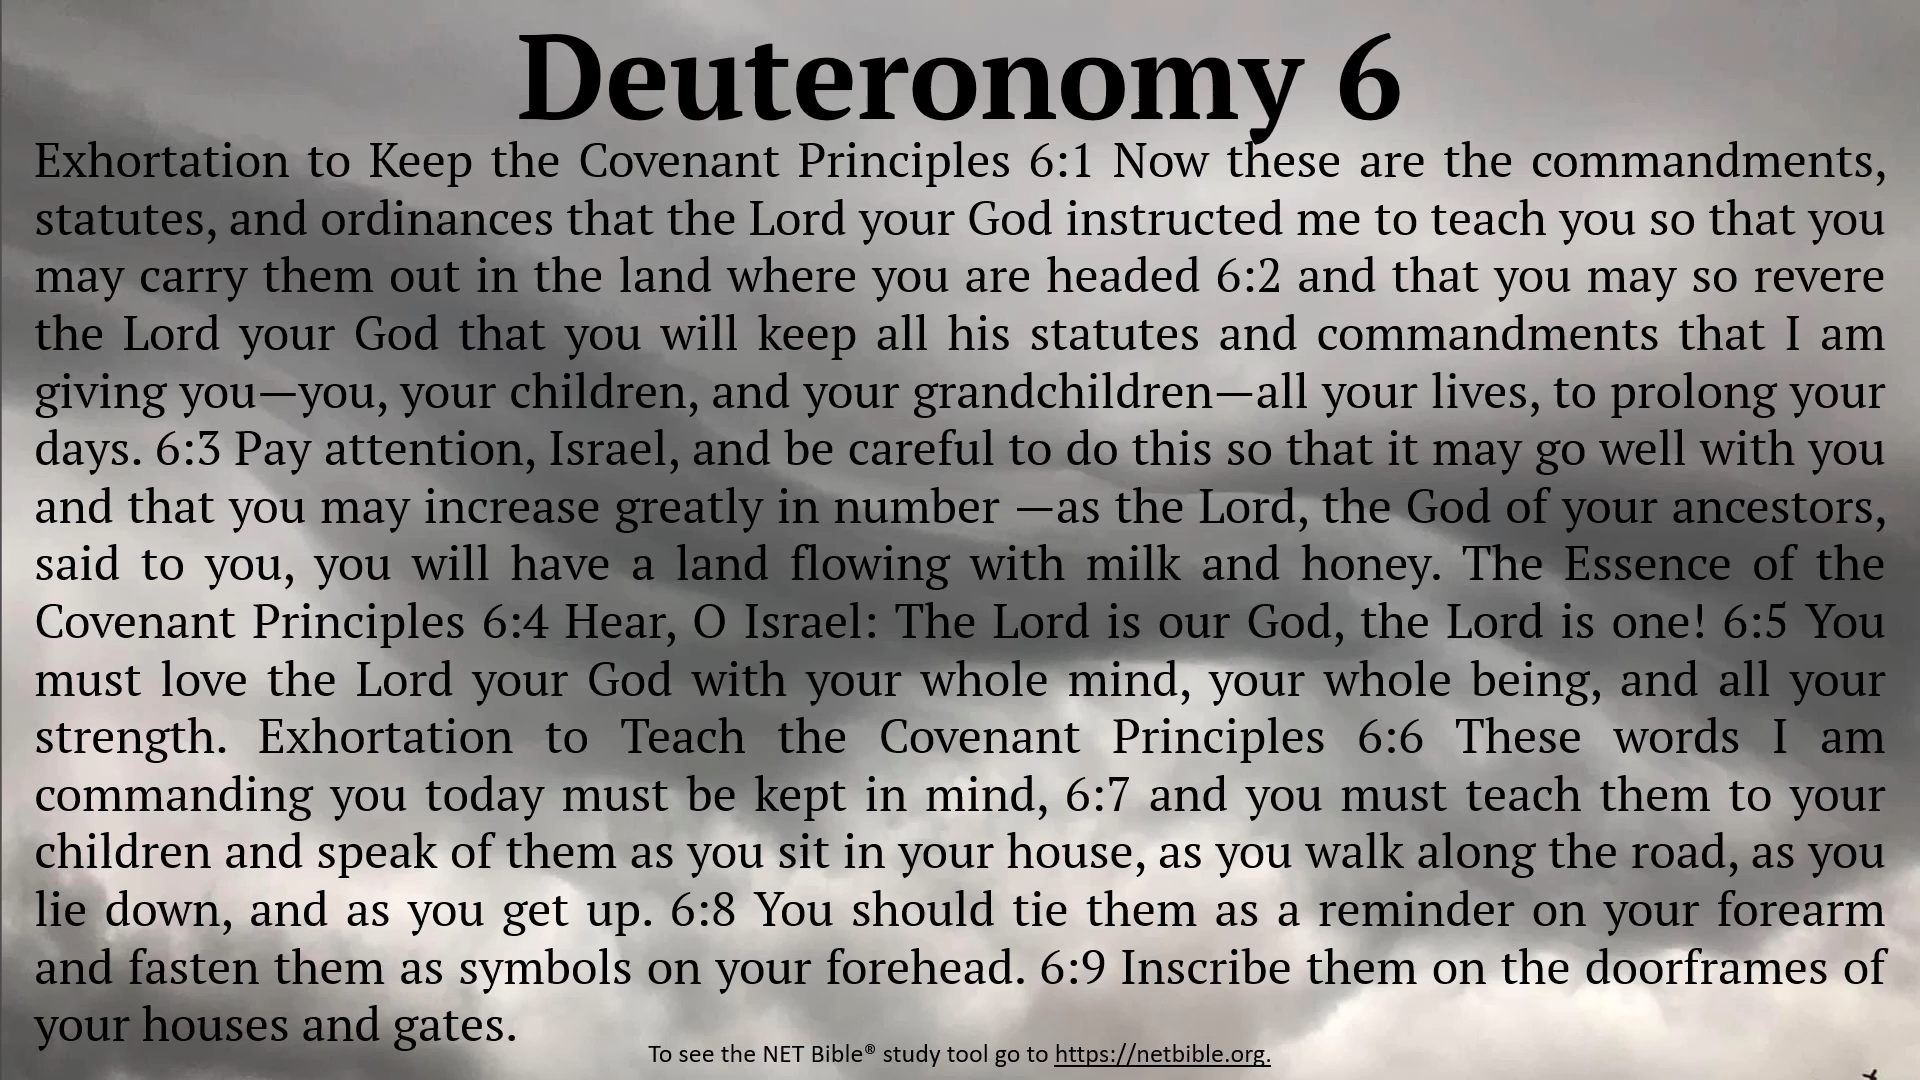 Deuteronomy 6
Exhortation to Keep the Covenant Principles 6:1 Now these are the commandments,
statutes, and ordinances that the Lord your God instructed me to teach you so that you
may carry them out in the land where you are headed 6:2 and that you may so revere
the Lord your God that you will keep all his statutes and commandments that I am
giving you—you, your children, and your grandchildren—all your lives, to prolong your
days. 6:3 Pay attention, Israel, and be careful to do this so that it may go well with you
and that you may increase greatly in number —as the Lord, the God of your ancestors,
said to you, you will have a land flowing with milk and honey. The Essence of the
Covenant Principles 6:4 Hear, O Israel: The Lord is our God, the Lord is one! 6:5 You
must love the Lord your God with your whole mind, your whole being, and all your
strength. Exhortation to Teach the Covenant Principles 6:6 These words I am
commanding you today must be kept in mind, 6:7 and you must teach them to your
children and speak of them as you sit in your house, as you walk along the road, as you
lie down, and as you get up. 6:8 You should tie them as a reminder on your forearm
and fasten them as symbols on your forehead. 6:9 Inscribe them on the doorframes of
your houses and gates.
To see the NET Bible® study tool go to https://netbible.org.